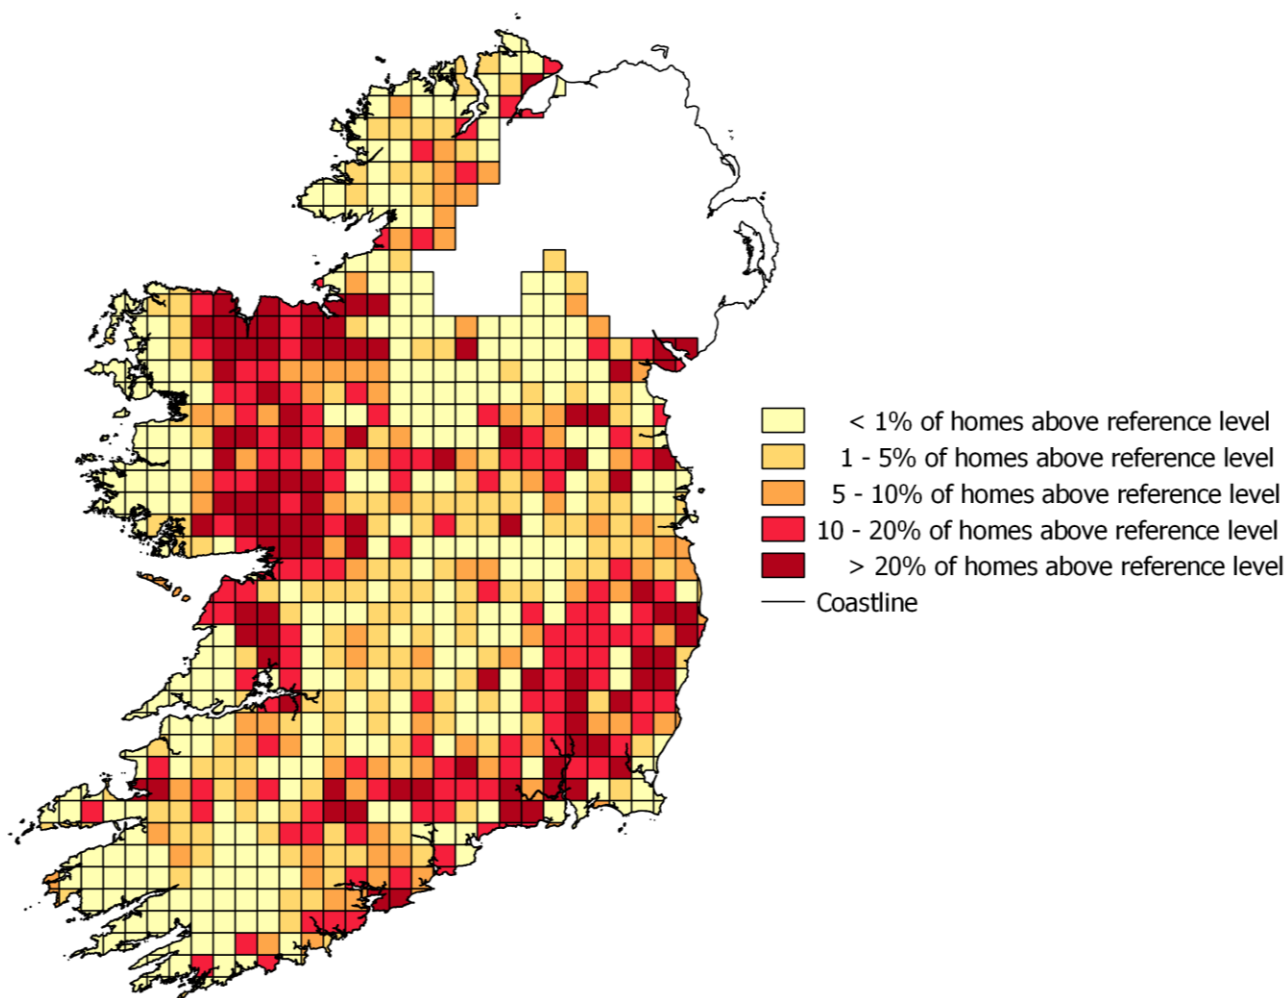 < 1% of homes above reference level
1 - 5% of homes above reference level
5 - 10% of homes above reference level
10 - 20% of homes above reference level
> 20% of homes above reference level
Coastline